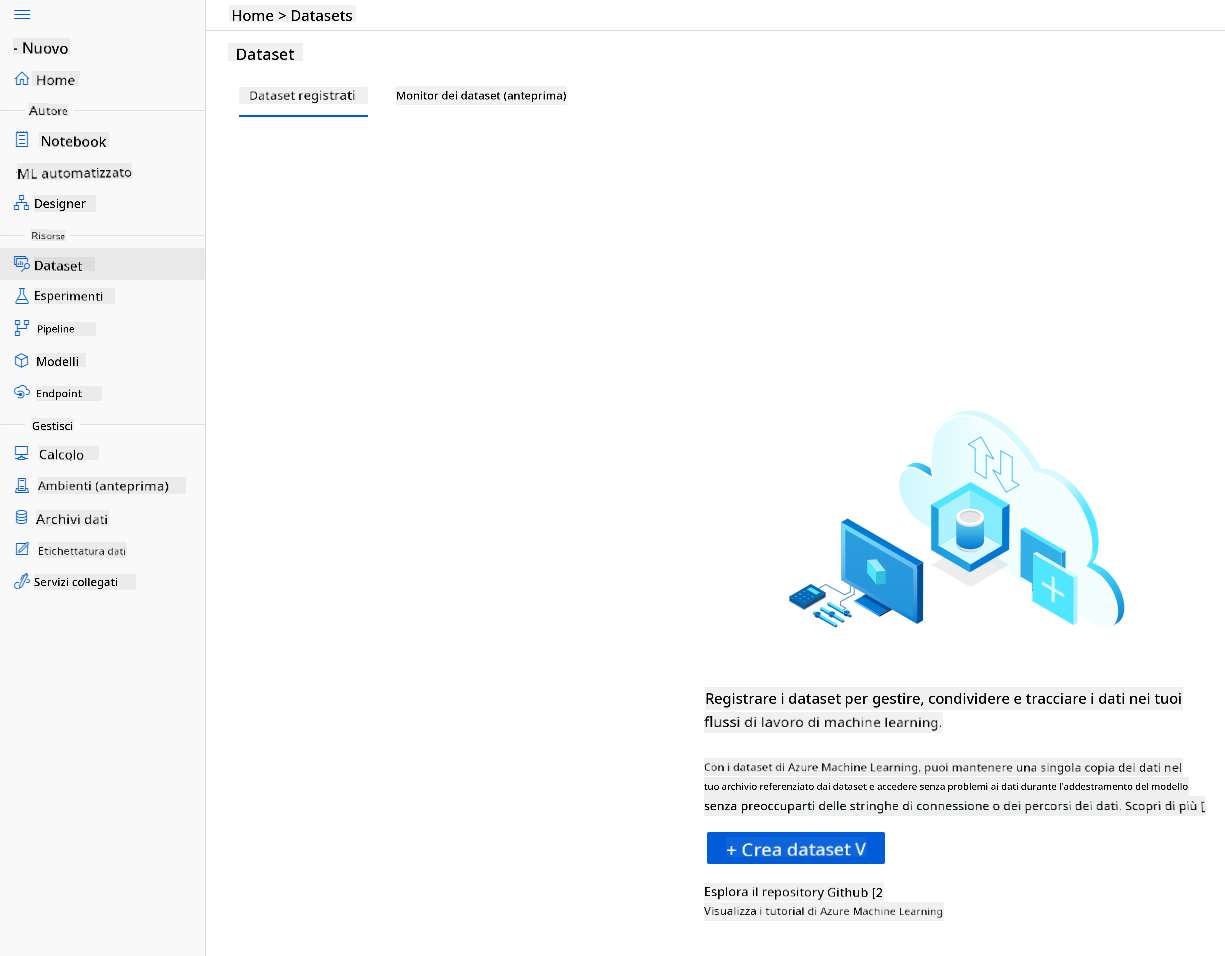 Home > Datasets
- Nuovo
Home
Autore
Notebook
ML automatizzato
Designer
Risorse
Dataset
Esperimenti
Pipeline
Modelli
Endpoint
Gestisci
Calcolo
Ambienti (anteprima)
Archivi dati
Etichettatura dati
Servizi collegati
Dataset
Dataset registrati
Monitor dei dataset (anteprima)
Registrare i dataset per gestire, condividere e tracciare i dati nei tuoi
flussi di lavoro di machine learning.
Con i dataset di Azure Machine Learning, puoi mantenere una singola copia dei dati nel
tuo archivio referenziato dai dataset e accedere senza problemi ai dati durante l'addestramento del modello
senza preoccuparti delle stringhe di connessione o dei percorsi dei dati. Scopri di più [
+ Crea dataset V
Esplora il repository Github [2
Visualizza i tutorial di Azure Machine Learning